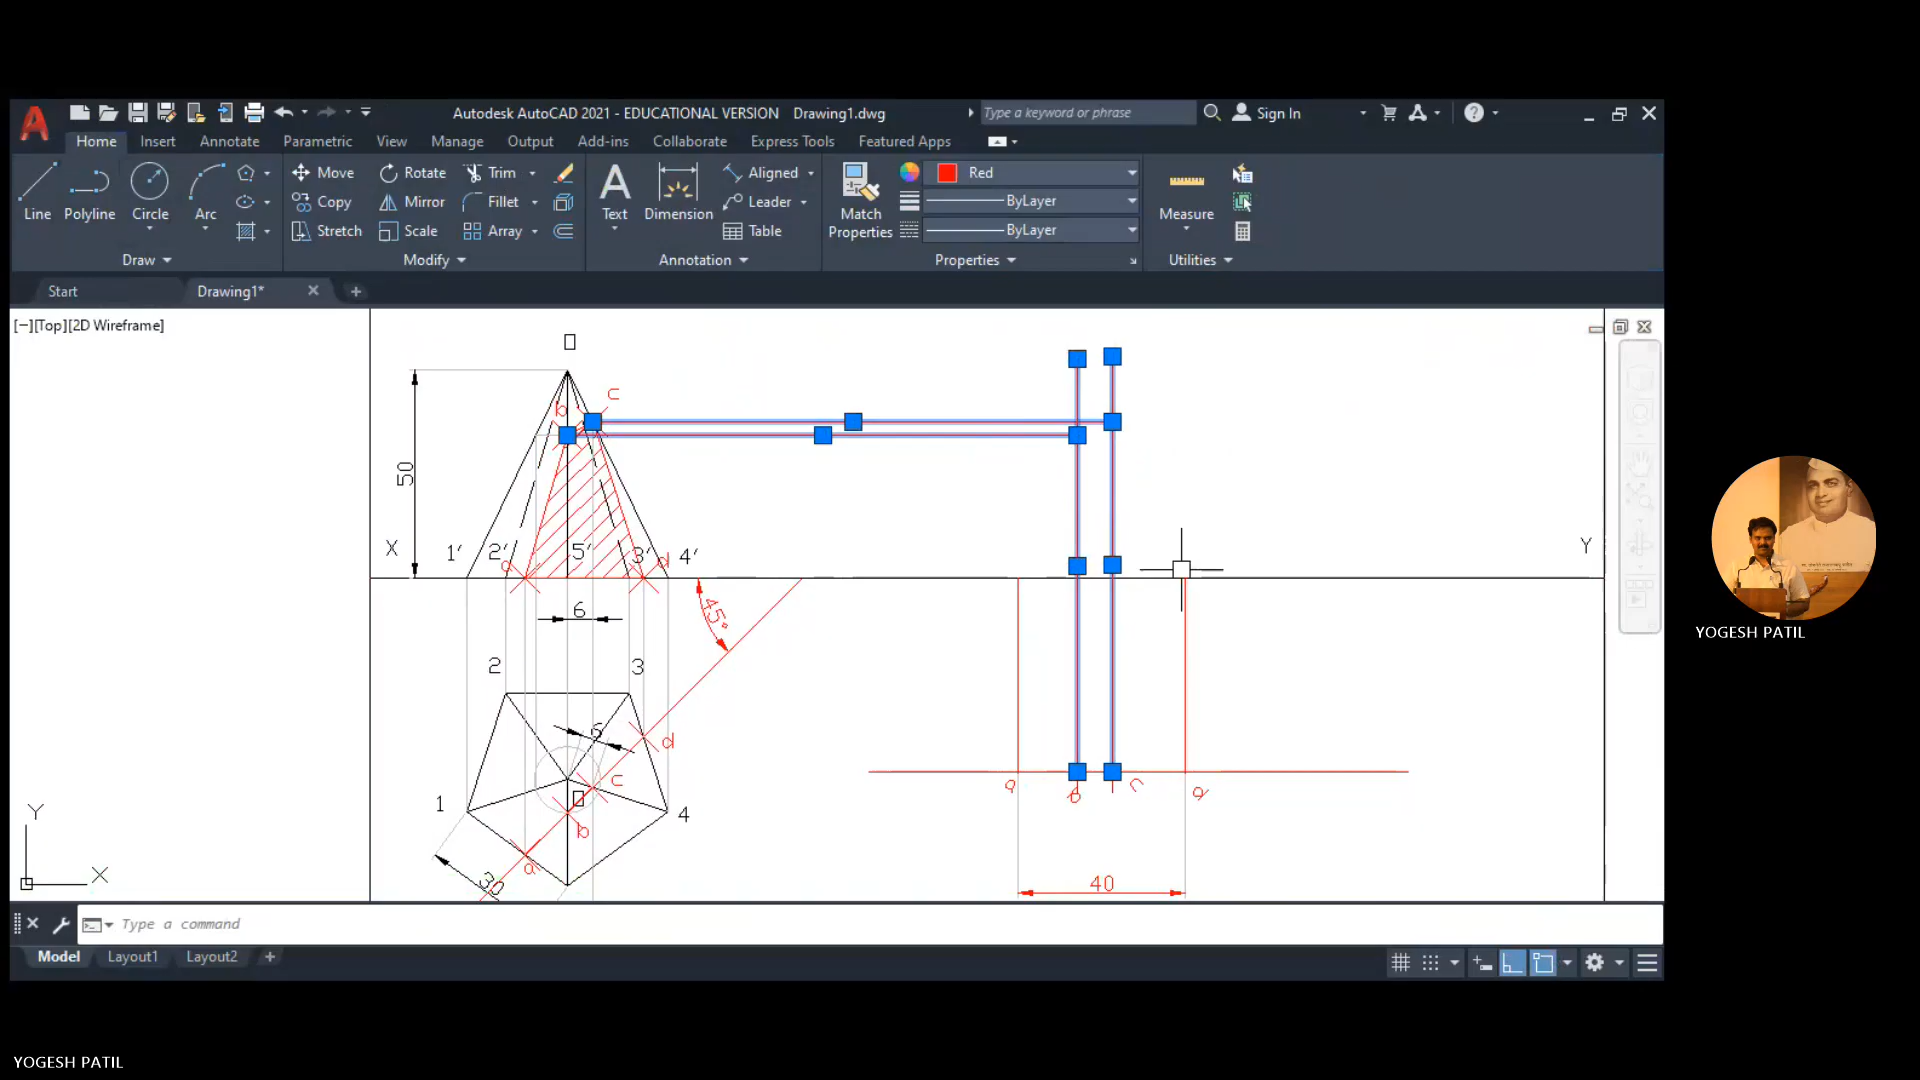 Autodesk AutoCAD 2021 - EDUCATIONAL VERSION Drawing1.dwg
Type a keyword or phrase
Sign In
Home Insert Annotate Parametric View Manage Output Add-ins Collaborate Express Tools Featured Apps
Move Rotate Trim Aligned Red
Copy Mirror Fillet Leader ByLayer
Line Polyline Circle Arc Text Dimension Match Properties Measure
Stretch Scale Array Table ByLayer
Draw Modify Annotation Properties Utilities
Start Drawing1*
[−][Top][2D Wireframe]
c
b
50
X 1' 2' 5' 3' 4' Y
a d
6
45°
2 3
6 d
c
1 4
b
a
30
a b c d
40
Y
X
Type a command
Model Layout1 Layout2
YOGESH PATIL
YOGESH PATIL